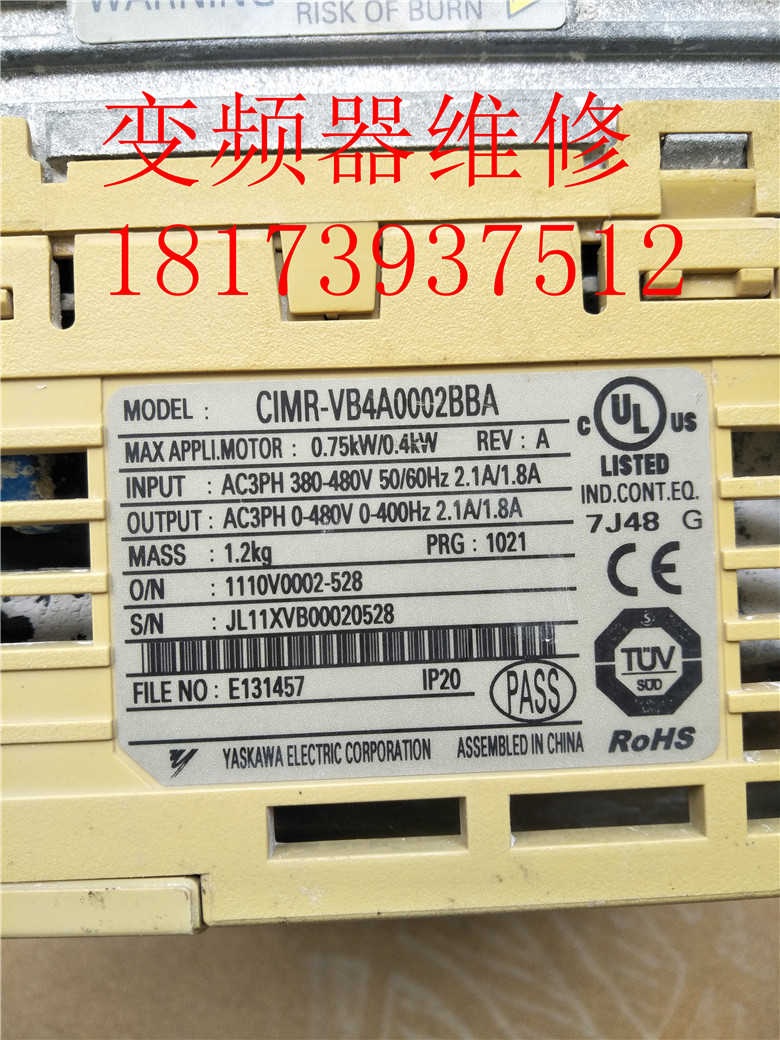 WARNING
RISK OF BURN
变频器维修
18173937512
MODEL : CIMR-VB4A0002BBA
MAX APPLI.MOTOR : 0.75kW/0.4kW REV : A
INPUT : AC3PH 380-480V 50/60Hz 2.1A/1.8A
OUTPUT : AC3PH 0-480V 0-400Hz 2.1A/1.8A
MASS : 1.2kg PRG : 1021
O/N : 1110V0002-528
S/N : JL11XVB00020528
FILE NO : E131457 IP20
PASS
YASKAWA ELECTRIC CORPORATION ASSEMBLED IN CHINA
C UL US
LISTED
IND.CONT.EQ.
7J48 G
CE
TÜV
SÜD
RoHS